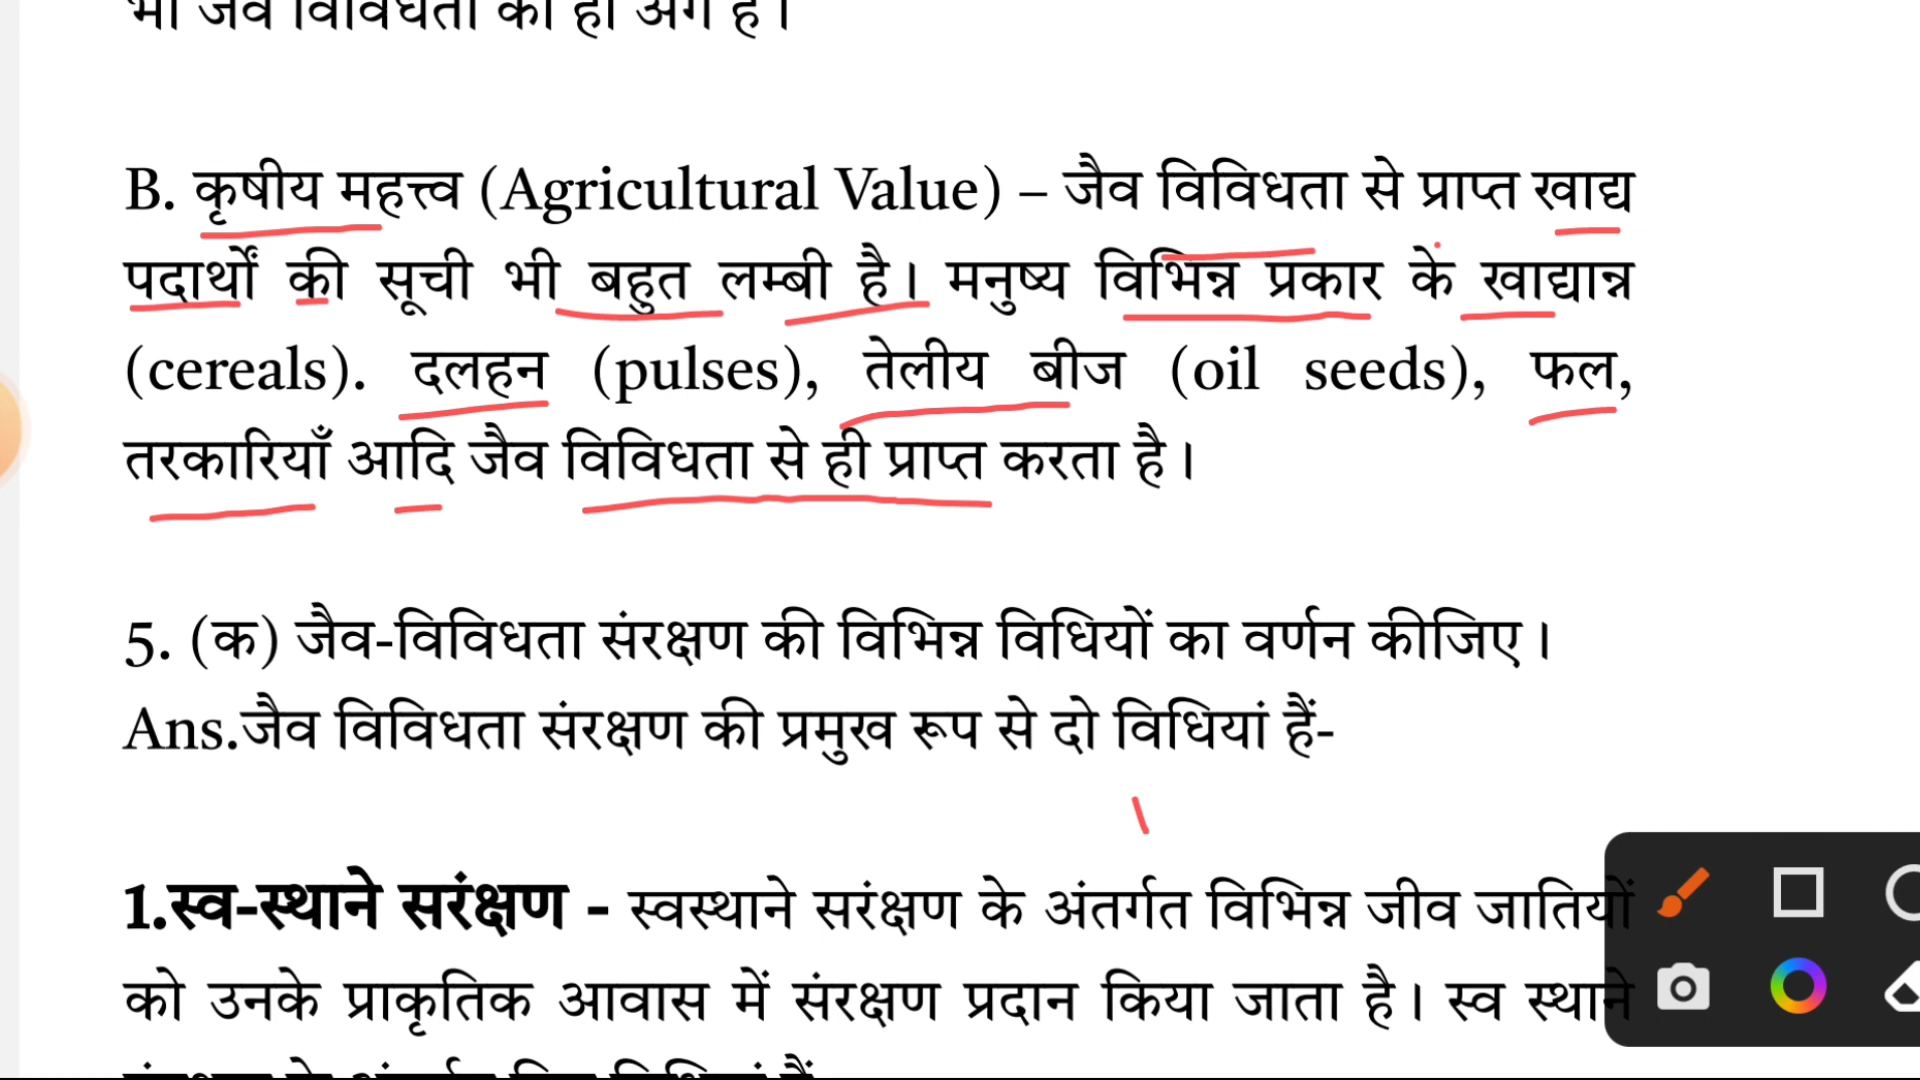 भी जैव विविधता का ही अंग है।
B. कृषीय महत्त्व (Agricultural Value) – जैव विविधता से प्राप्त खाद्य
पदार्थों की सूची भी बहुत लम्बी है। मनुष्य विभिन्न प्रकार के खाद्यान्न
(cereals). दलहन (pulses), तेलीय बीज (oil seeds), फल,
तरकारियाँ आदि जैव विविधता से ही प्राप्त करता है।
5. (क) जैव-विविधता संरक्षण की विभिन्न विधियों का वर्णन कीजिए।
Ans.जैव विविधता संरक्षण की प्रमुख रूप से दो विधियां हैं-
1.स्व-स्थाने सरंक्षण - स्वस्थाने सरंक्षण के अंतर्गत विभिन्न जीव जातियों
को उनके प्राकृतिक आवास में संरक्षण प्रदान किया जाता है। स्व स्थाने